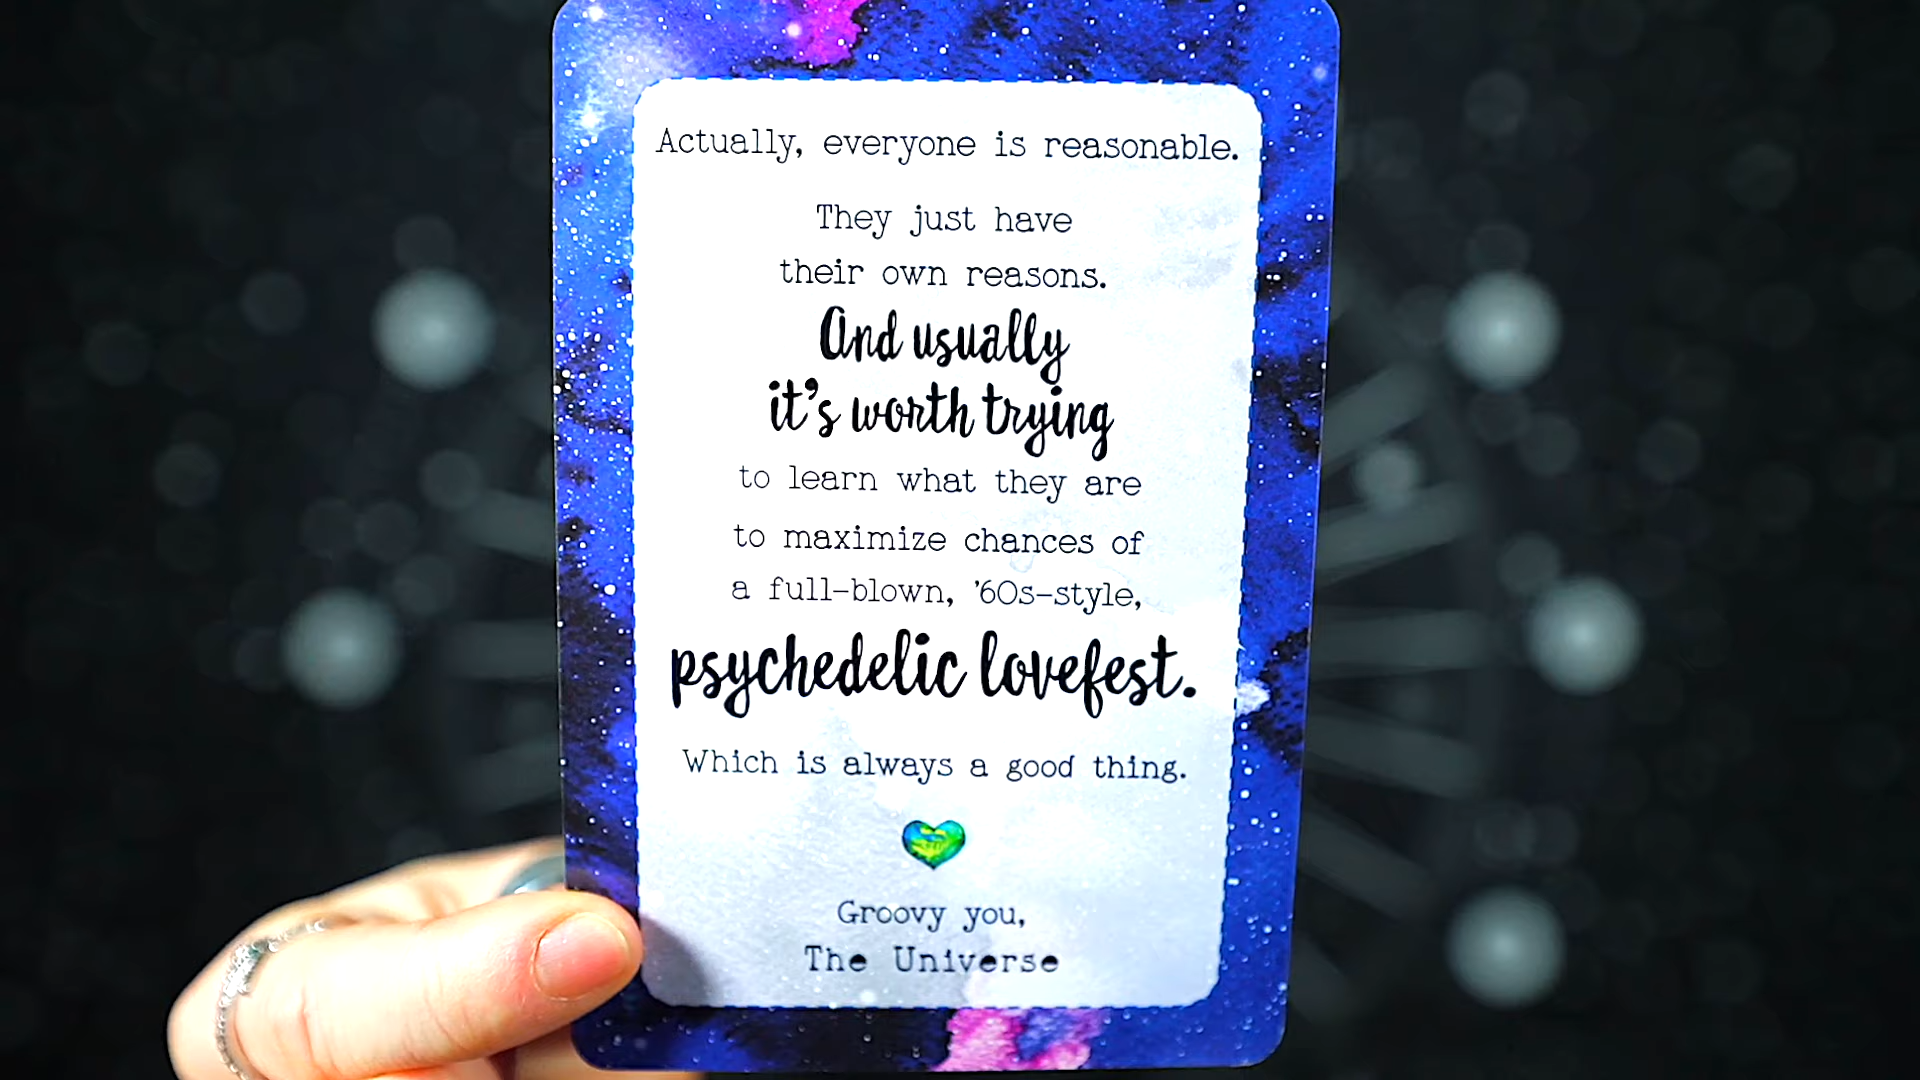 Actually, everyone is reasonable.
They just have
their own reasons.
And usually
it's worth trying
to learn what they are
to maximize chances of
a full-blown, '60s-style,
psychedelic lovefest.
Which is always a good thing.
Groovy you,
The Universe